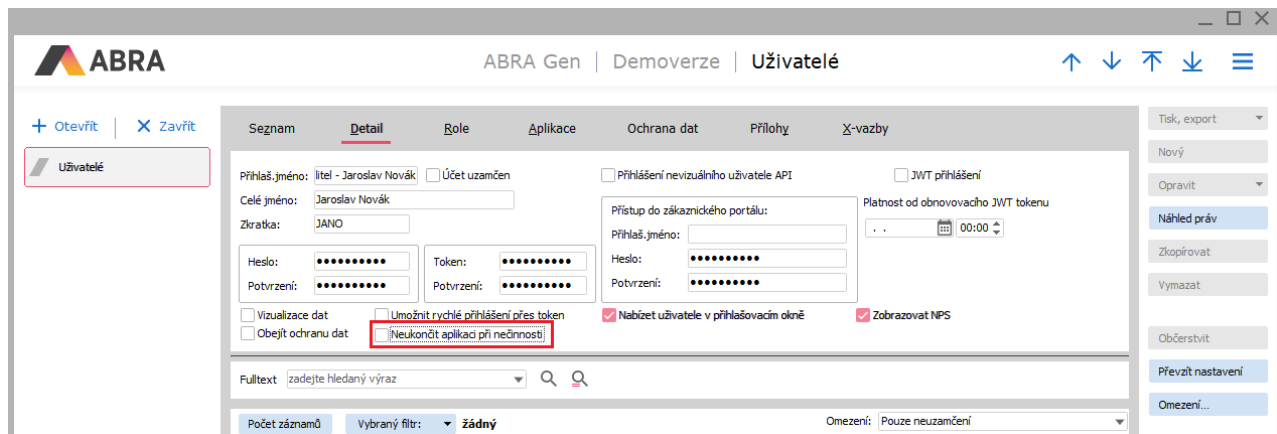 ABRA
ABRA Gen | Demoverze | Uživatelé
+ Otevřít | X Zavřít
Uživatelé
Seznam Detail Role Aplikace Ochrana dat Přílohy X-vazby
Přihlaš.jméno: litel - Jaroslav Novák Účet uzamčen Přihlášení nevizuálního uživatele API JWT přihlášení
Celé jméno: Jaroslav Novák
Zkratka: JANO
Heslo: ●●●●●●●●●● Token: ●●●●●●●●●●
Potvrzení: ●●●●●●●●●● Potvrzení: ●●●●●●●●●●
Přístup do zákaznického portálu:
Přihlaš.jméno:
Heslo: ●●●●●●●●●●
Potvrzení: ●●●●●●●●●●
Platnost od obnovovacího JWT tokenu
. . 00:00
Vizualizace dat Umožnit rychlé přihlášení přes token Nabízet uživatele v přihlašovacím okně Zobrazovat NPS
Obejít ochranu dat Neukončit aplikaci při nečinnosti
Fulltext zadejte hledaný výraz
Počet záznamů Vybraný filtr: žádný Omezení: Pouze neuzamčení
Tisk, export
Nový
Opravit
Náhled práv
Zkopírovat
Vymazat
Občerstvit
Převzít nastavení
Omezení...